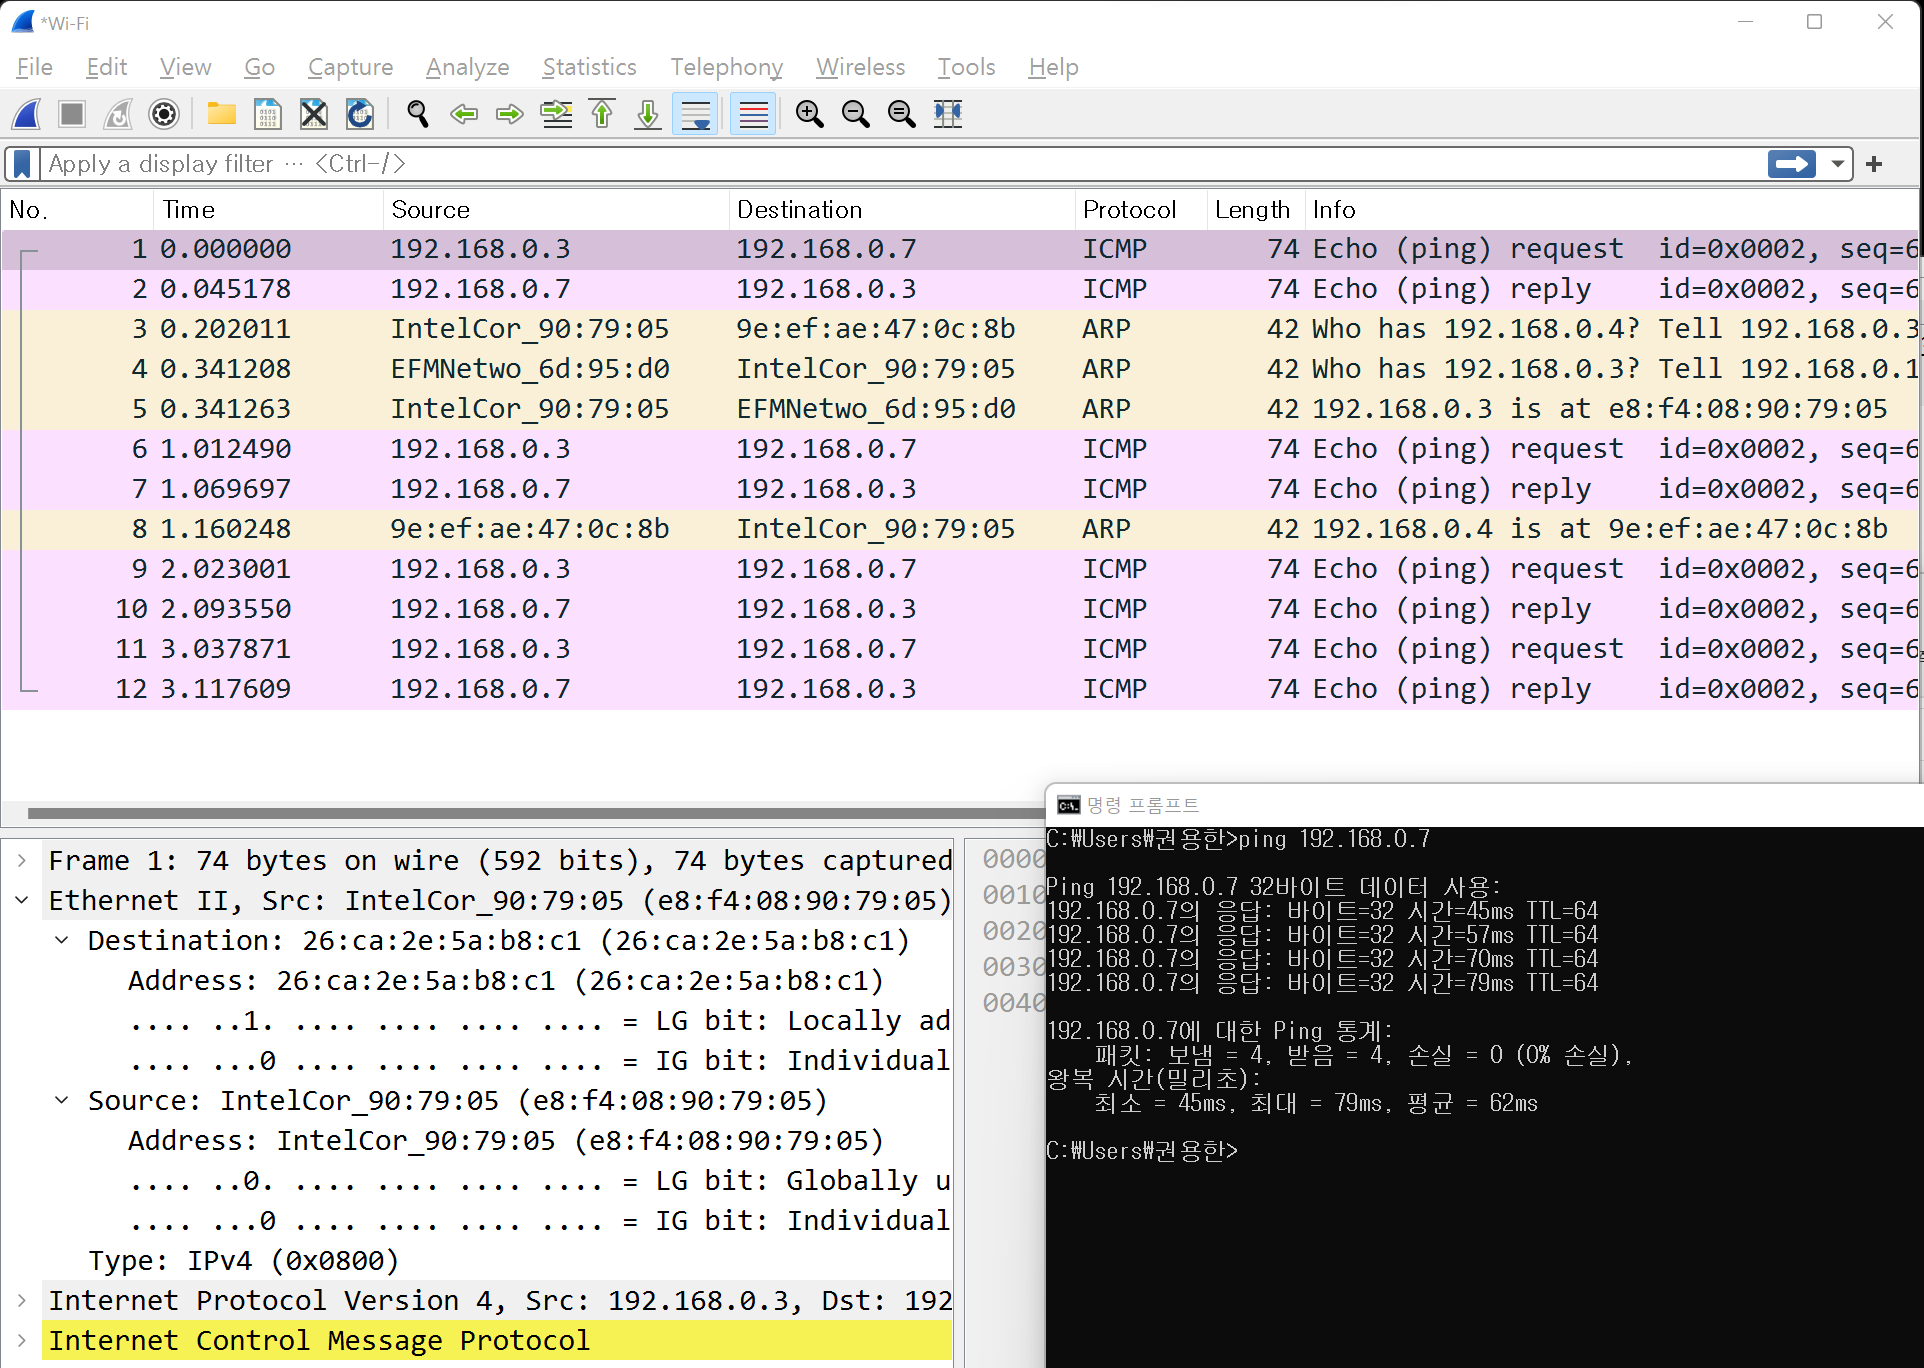 *Wi-Fi
File Edit View Go Capture Analyze Statistics Telephony Wireless Tools Help
Apply a display filter ··· <Ctrl-/>
No. Time Source Destination Protocol Length Info
1 0.000000 192.168.0.3 192.168.0.7 ICMP 74 Echo (ping) request id=0x0002, seq=6
2 0.045178 192.168.0.7 192.168.0.3 ICMP 74 Echo (ping) reply id=0x0002, seq=6
3 0.202011 IntelCor_90:79:05 9e:ef:ae:47:0c:8b ARP 42 Who has 192.168.0.4? Tell 192.168.0.3
4 0.341208 EFMNetwo_6d:95:d0 IntelCor_90:79:05 ARP 42 Who has 192.168.0.3? Tell 192.168.0.1
5 0.341263 IntelCor_90:79:05 EFMNetwo_6d:95:d0 ARP 42 192.168.0.3 is at e8:f4:08:90:79:05
6 1.012490 192.168.0.3 192.168.0.7 ICMP 74 Echo (ping) request id=0x0002, seq=6
7 1.069697 192.168.0.7 192.168.0.3 ICMP 74 Echo (ping) reply id=0x0002, seq=6
8 1.160248 9e:ef:ae:47:0c:8b IntelCor_90:79:05 ARP 42 192.168.0.4 is at 9e:ef:ae:47:0c:8b
9 2.023001 192.168.0.3 192.168.0.7 ICMP 74 Echo (ping) request id=0x0002, seq=6
10 2.093550 192.168.0.7 192.168.0.3 ICMP 74 Echo (ping) reply id=0x0002, seq=6
11 3.037871 192.168.0.3 192.168.0.7 ICMP 74 Echo (ping) request id=0x0002, seq=6
12 3.117609 192.168.0.7 192.168.0.3 ICMP 74 Echo (ping) reply id=0x0002, seq=6
Frame 1: 74 bytes on wire (592 bits), 74 bytes captured
Ethernet II, Src: IntelCor_90:79:05 (e8:f4:08:90:79:05)
Destination: 26:ca:2e:5a:b8:c1 (26:ca:2e:5a:b8:c1)
Address: 26:ca:2e:5a:b8:c1 (26:ca:2e:5a:b8:c1)
.... ..1. .... .... .... .... = LG bit: Locally ad
.... ...0 .... .... .... .... = IG bit: Individual
Source: IntelCor_90:79:05 (e8:f4:08:90:79:05)
Address: IntelCor_90:79:05 (e8:f4:08:90:79:05)
.... ..0. .... .... .... .... = LG bit: Globally u
.... ...0 .... .... .... .... = IG bit: Individual
Type: IPv4 (0x0800)
Internet Protocol Version 4, Src: 192.168.0.3, Dst: 192
Internet Control Message Protocol
0000
0010
0020
0030
0040
명령 프롬프트
C:₩Users₩권용한>ping 192.168.0.7
Ping 192.168.0.7 32바이트 데이터 사용:
192.168.0.7의 응답: 바이트=32 시간=45ms TTL=64
192.168.0.7의 응답: 바이트=32 시간=57ms TTL=64
192.168.0.7의 응답: 바이트=32 시간=70ms TTL=64
192.168.0.7의 응답: 바이트=32 시간=79ms TTL=64
192.168.0.7에 대한 Ping 통계:
패킷: 보냄 = 4, 받음 = 4, 손실 = 0 (0% 손실),
왕복 시간(밀리초):
최소 = 45ms, 최대 = 79ms, 평균 = 62ms
C:₩Users₩권용한>